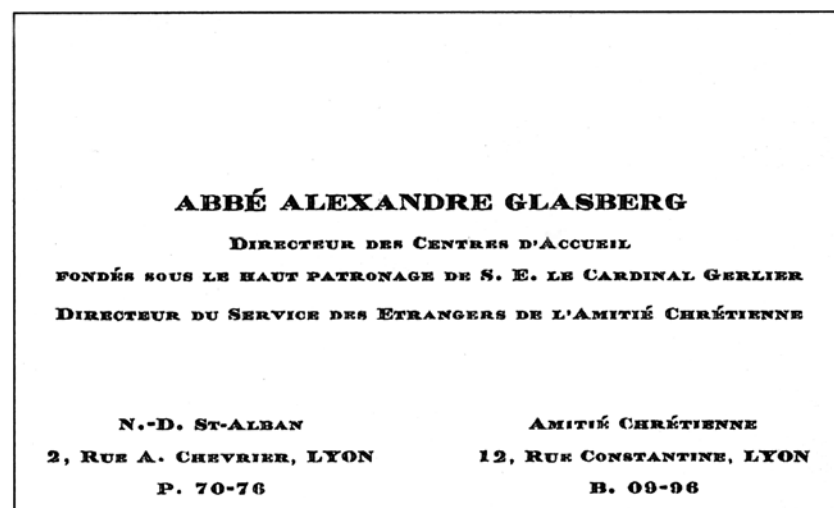 ABBÉ ALEXANDRE GLASBERG
DIRECTEUR DES CENTRES D'ACCUEIL
FONDÉS SOUS LE HAUT PATRONAGE DE S. E. LE CARDINAL GERLIER
DIRECTEUR DU SERVICE DES ETRANGERS DE L'AMITIÉ CHRÉTIENNE
N.-D. ST-ALBAN
2, RUE A. CHEVRIER, LYON
P. 70-76
AMITIÉ CHRÉTIENNE
12, RUE CONSTANTINE, LYON
B. 09-96